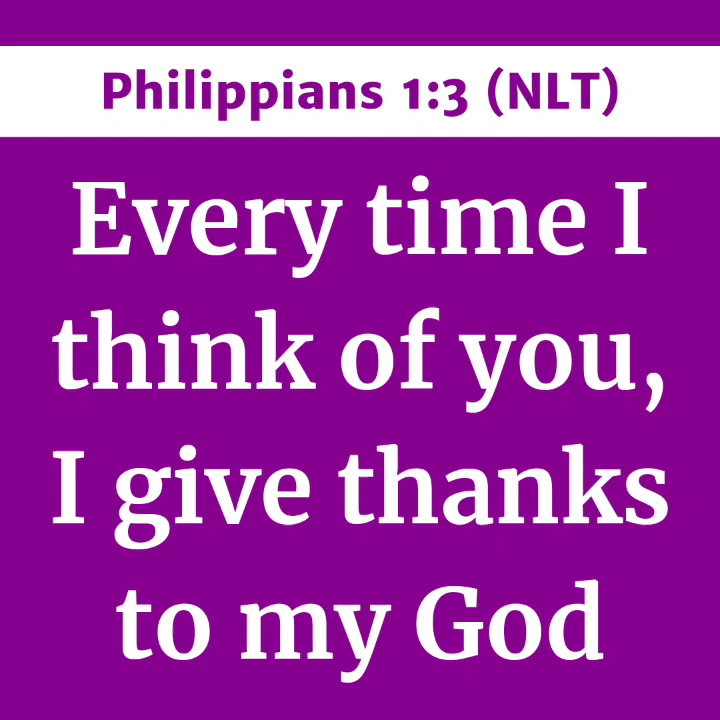 Philippians 1:3 (NLT)
Every time I
think of you,
I give thanks
to my God